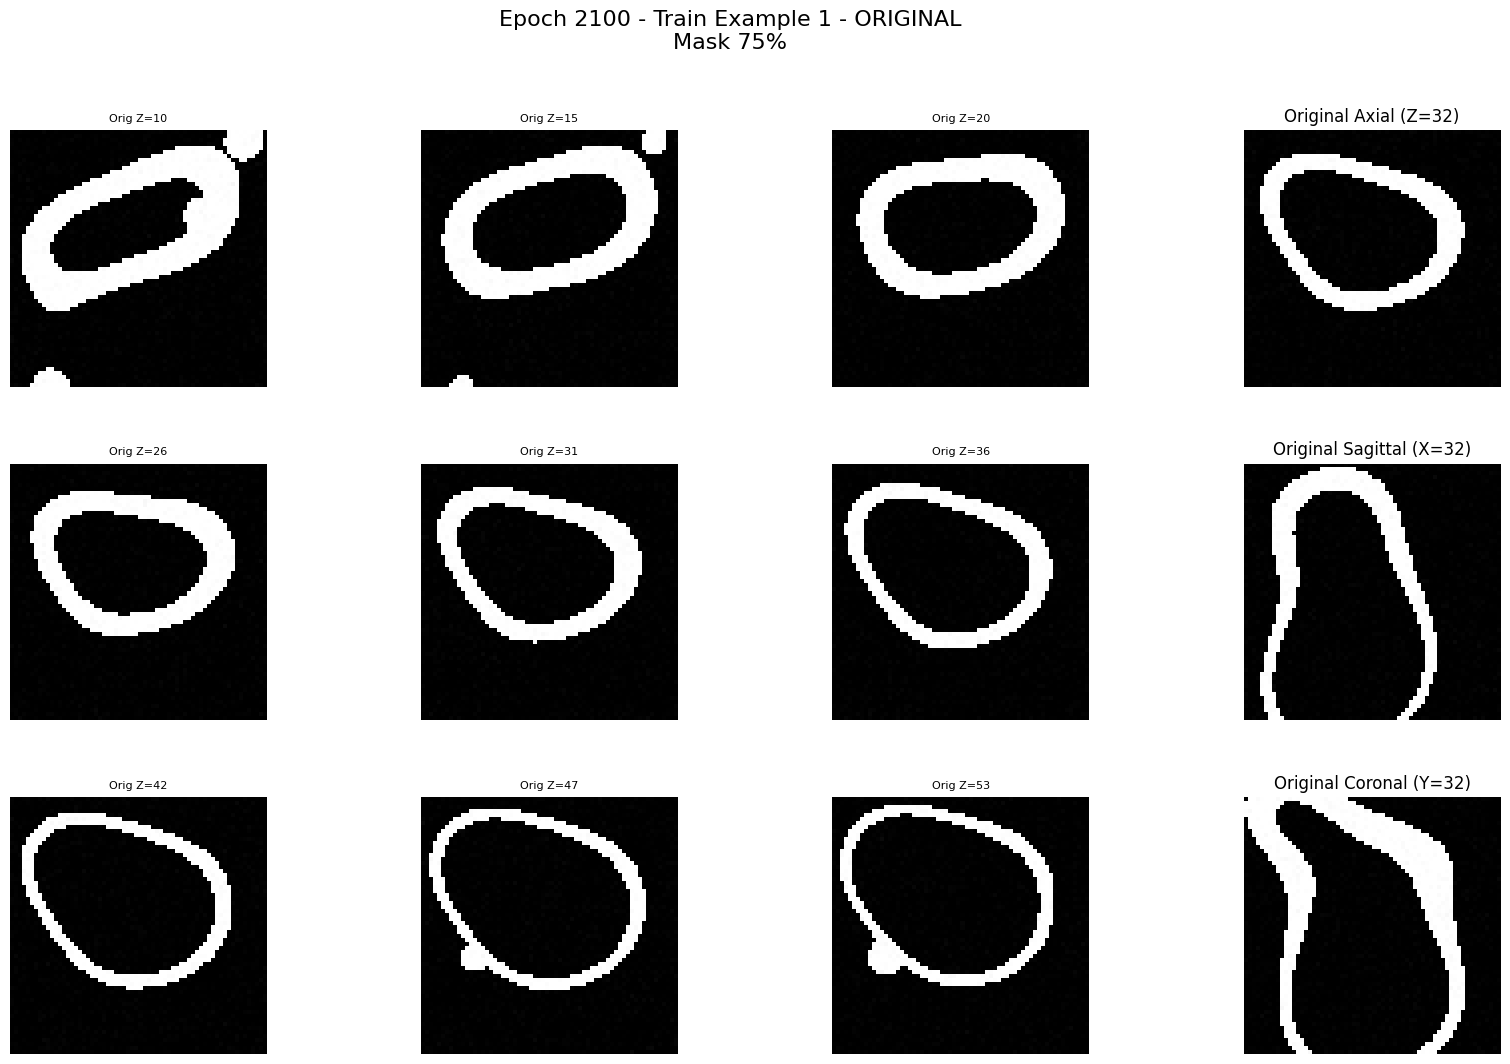 Epoch 2100 - Train Example 1 - ORIGINAL
Mask 75%
Orig Z=10
Orig Z=15
Orig Z=20
Original Axial (Z=32)
Orig Z=26
Orig Z=31
Orig Z=36
Original Sagittal (X=32)
Orig Z=42
Orig Z=47
Orig Z=53
Original Coronal (Y=32)